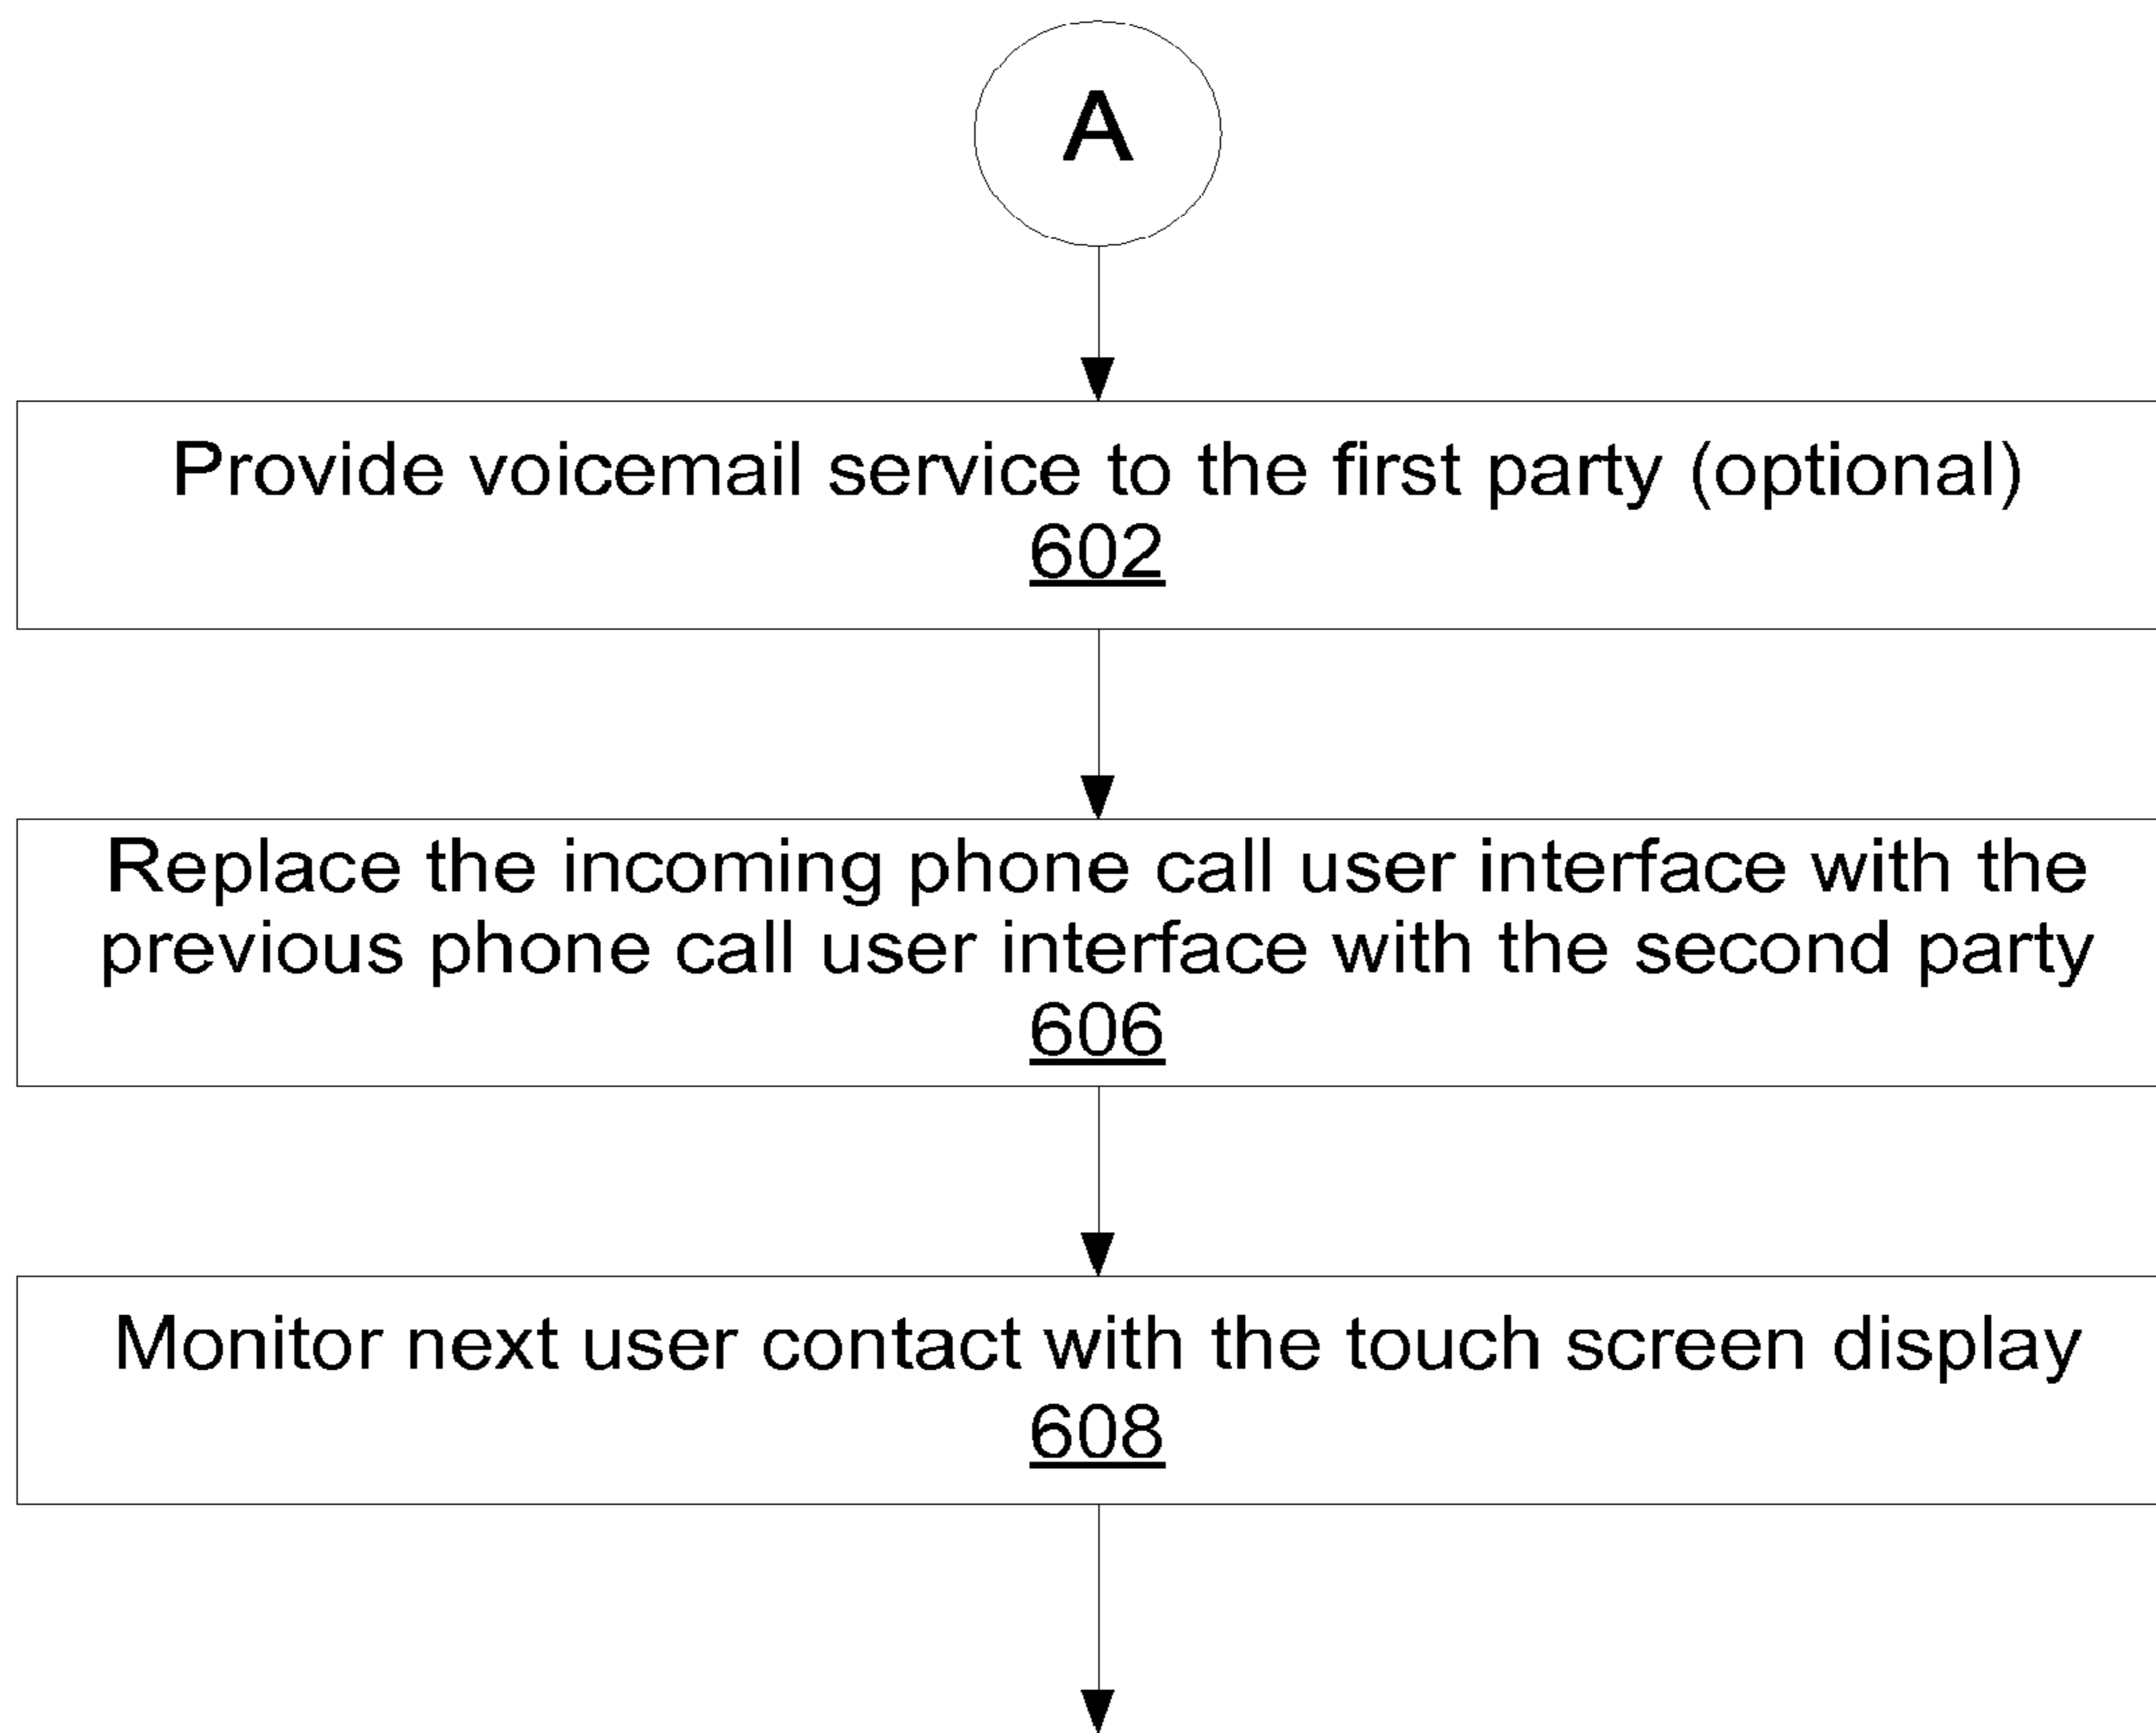 A
Provide voicemail service to the first party (optional)
602
Replace the incoming phone call user interface with the
previous phone call user interface with the second party
606
Monitor next user contact with the touch screen display
608